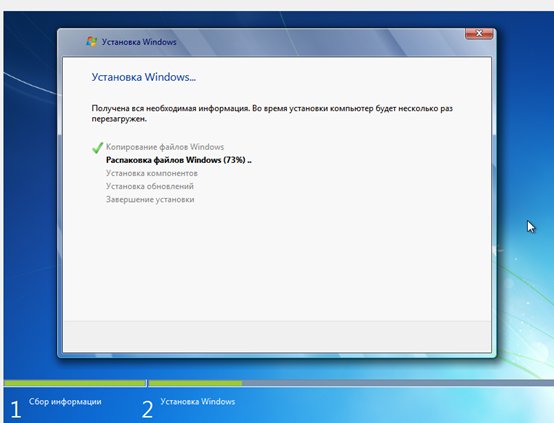 Установка Windows
Установка Windows...
Получена вся необходимая информация. Во время установки компьютер будет несколько раз
перезагружен.
Копирование файлов Windows
Распаковка файлов Windows (73%) ..
Установка компонентов
Установка обновлений
Завершение установки
1 Сбор информации
2 Установка Windows